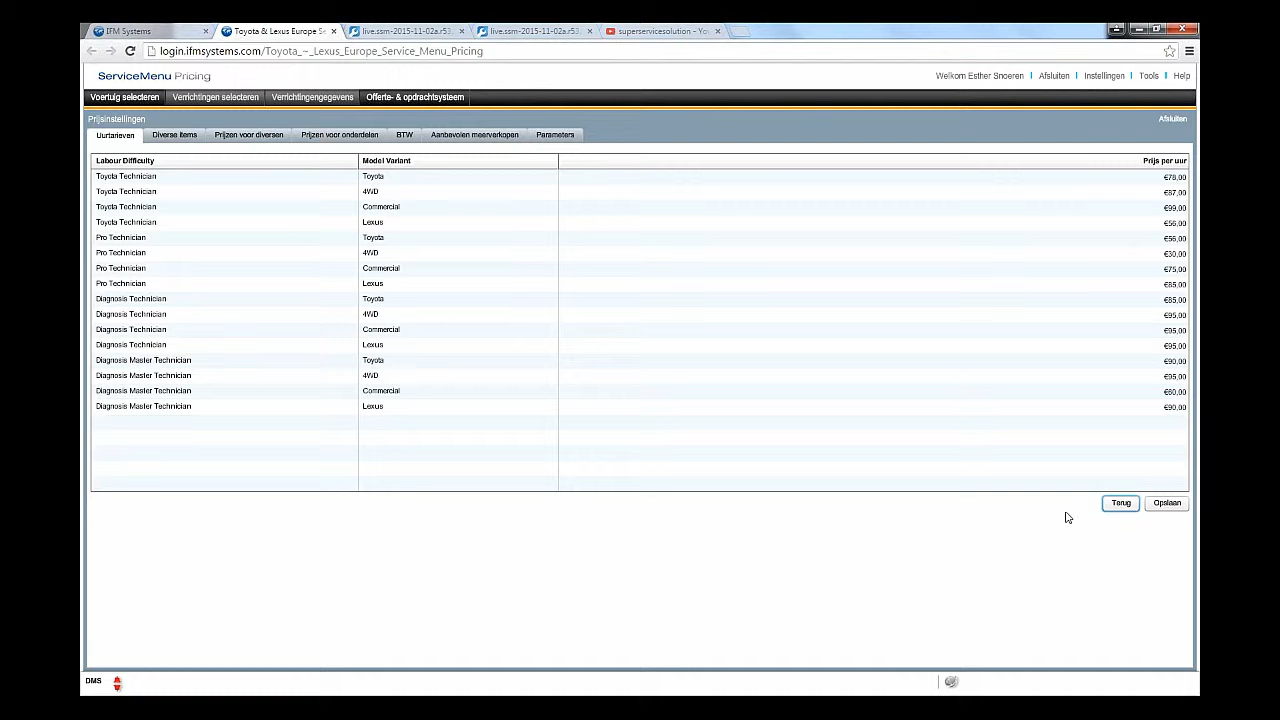 IFM Systems
Toyota & Lexus Europe Se
live.ssm-2015-11-02a.r53
live.ssm-2015-11-02a.r53
superservicesolution - You
login.ifmsystems.com/Toyota_~_Lexus_Europe_Service_Menu_Pricing
ServiceMenu Pricing
Welkom Esther Snoeren Afsluiten Instellingen Tools Help
Voertuig selecteren Verrichtingen selecteren Verrichtingengegevens Offerte- & opdrachtsysteem
Prijsinstellingen Afsluiten
Uurtarieven Diverse items Prijzen voor diversen Prijzen voor onderdelen BTW Aanbevolen meerverkopen Parameters
Labour Difficulty Model Variant Prijs per uur
Toyota Technician Toyota €78,00
Toyota Technician 4WD €87,00
Toyota Technician Commercial €99,00
Toyota Technician Lexus €56,00
Pro Technician Toyota €56,00
Pro Technician 4WD €30,00
Pro Technician Commercial €75,00
Pro Technician Lexus €85,00
Diagnosis Technician Toyota €85,00
Diagnosis Technician 4WD €95,00
Diagnosis Technician Commercial €95,00
Diagnosis Technician Lexus €95,00
Diagnosis Master Technician Toyota €90,00
Diagnosis Master Technician 4WD €95,00
Diagnosis Master Technician Commercial €60,00
Diagnosis Master Technician Lexus €90,00
Terug Opslaan
DMS